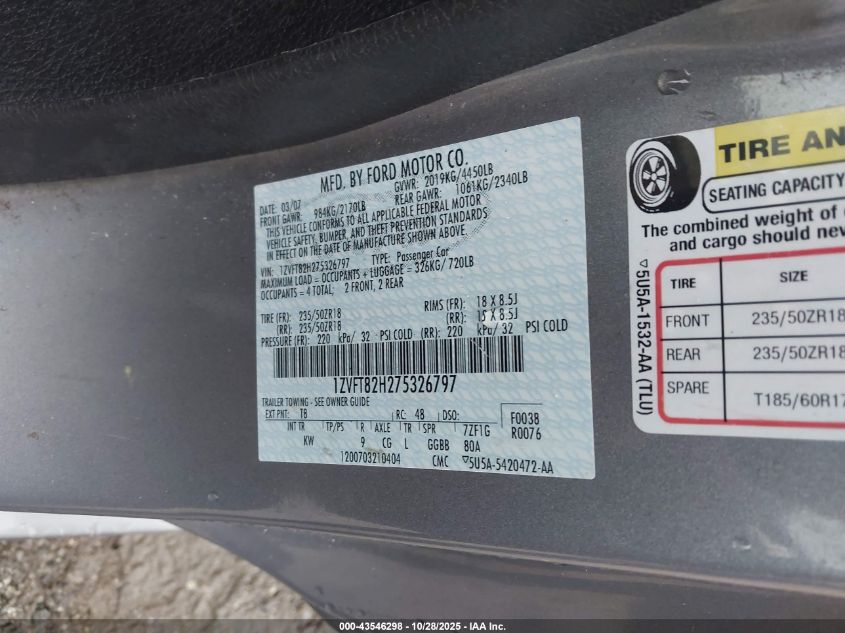 MFD. BY FORD MOTOR CO.
DATE: 03/07 GVWR: 2019KG/4450LB
FRONT GAWR: 984KG/2170LB REAR GAWR: 1061KG/2340LB
THIS VEHICLE CONFORMS TO ALL APPLICABLE FEDERAL MOTOR
VEHICLE SAFETY, BUMPER, AND THEFT PREVENTION STANDARDS
IN EFFECT ON THE DATE OF MANUFACTURE SHOWN ABOVE.
VIN: 1ZVFT82H275326797 TYPE: Passenger Car
MAXIMUM LOAD = OCCUPANTS + LUGGAGE = 326KG/720LB
OCCUPANTS = 4 TOTAL: 2 FRONT, 2 REAR
TIRE (FR): 235/50ZR18 RIMS (FR): 18 X 8.5J
(RR): 235/50ZR18 (RR): 15 X 8.5J
PRESSURE (FR): 220 kPa/ 32 PSI COLD (RR): 220 kPa/ 32 PSI COLD
1ZVFT82H275326797
TRAILER TOWING - SEE OWNER GUIDE
EXT PNT: T8 RC: 48 DSO: F0038
INT TR TP/PS R AXLE TR SPR 7ZF1G R0076
KW 9 CG L GGBB 80A
1200703210404 CMC ▽5U5A-5420472-AA
TIRE AN
SEATING CAPACITY
The combined weight of
and cargo should nev
TIRE SIZE
FRONT 235/50ZR18
REAR 235/50ZR18
SPARE T185/60R17
▽5U5A-1532-AA (TLU)
000-43546298 - 10/28/2025 - IAA Inc.